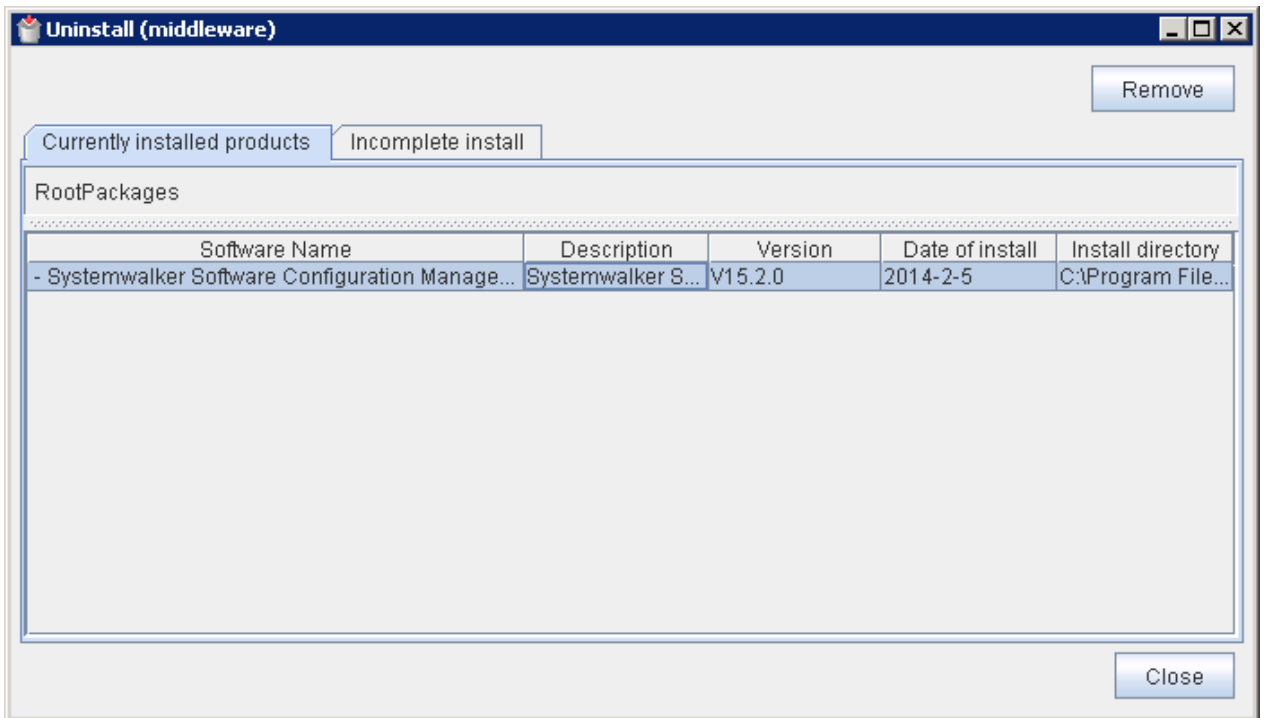 Uninstall (middleware)
Remove
Currently installed products Incomplete install
RootPackages
Software Name Description Version Date of install Install directory
- Systemwalker Software Configuration Manage... Systemwalker S... V15.2.0 2014-2-5 C:\Program File...
Close